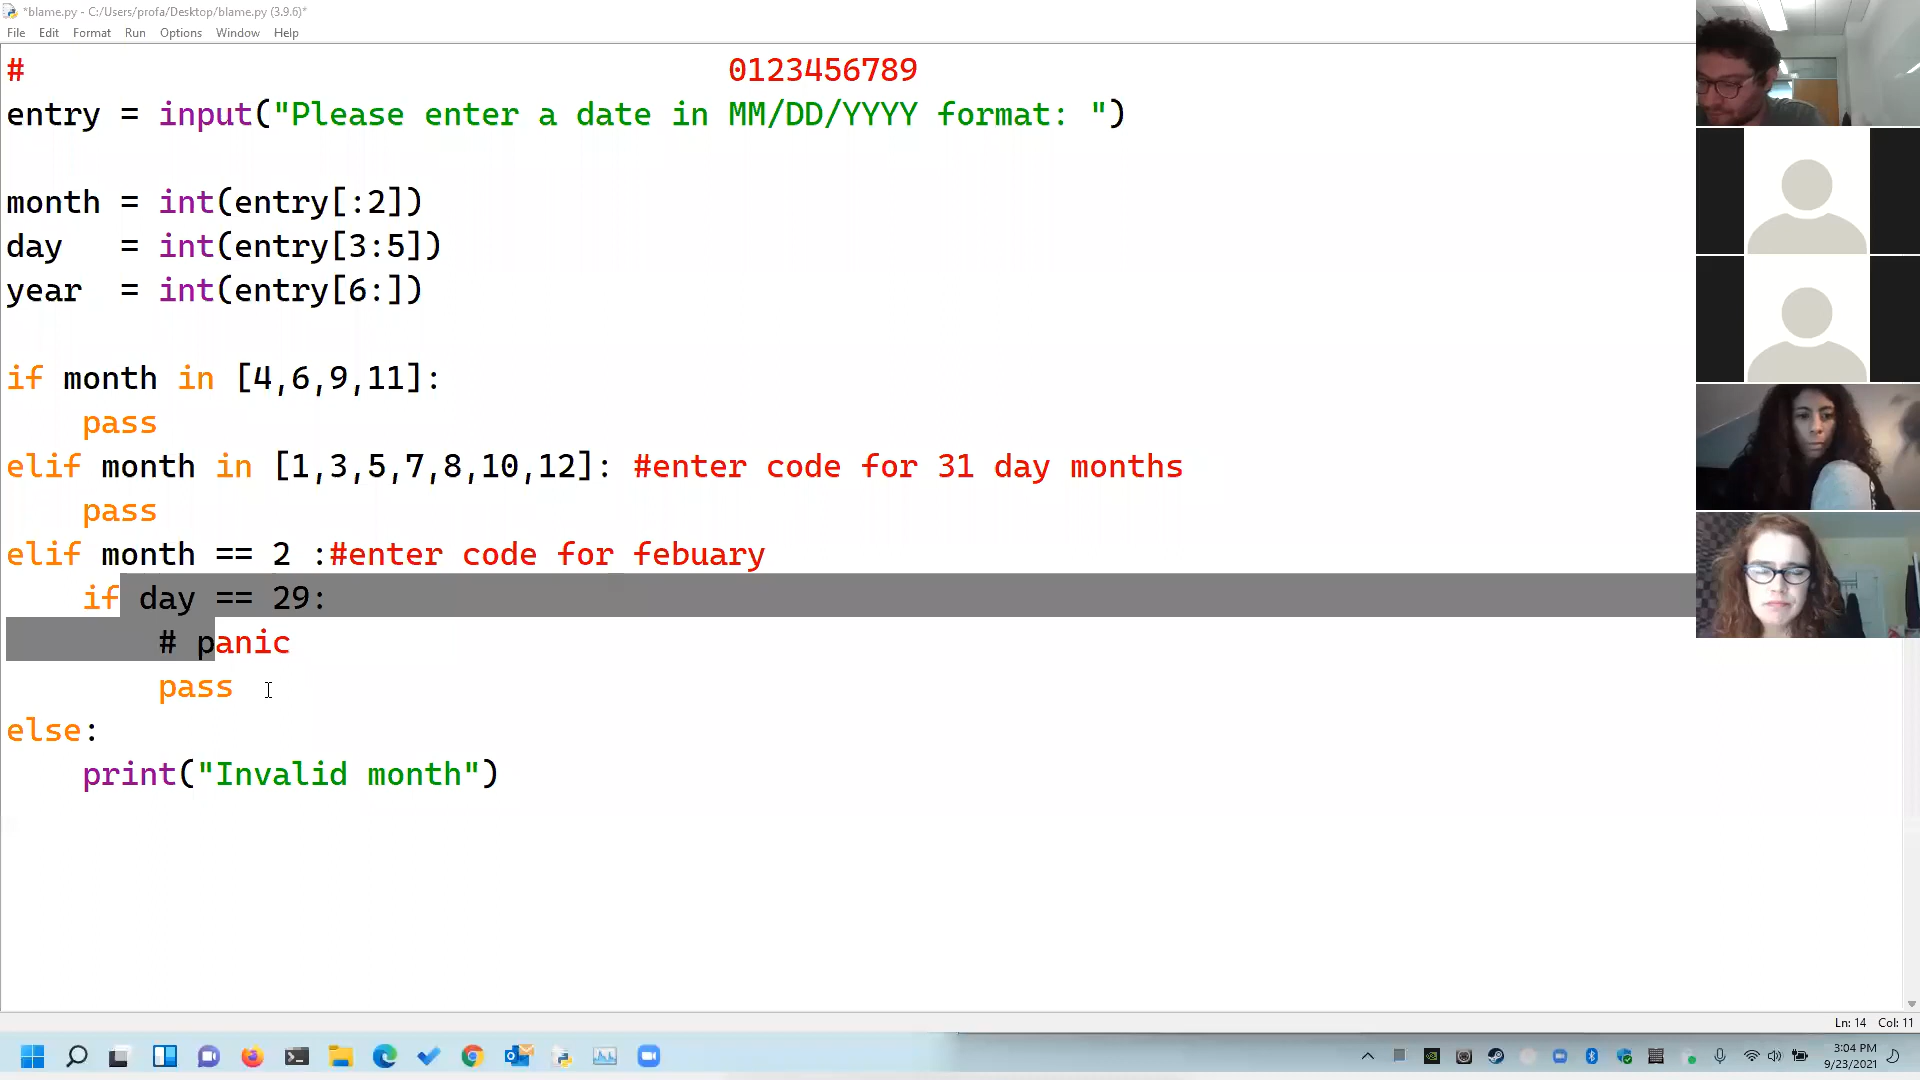 *blame.py - C:/Users/profa/Desktop/blame.py (3.9.6)*
File Edit Format Run Options Window Help
# 0123456789
entry = input("Please enter a date in MM/DD/YYYY format: ")
month = int(entry[:2])
day = int(entry[3:5])
year = int(entry[6:])
if month in [4,6,9,11]:
pass
elif month in [1,3,5,7,8,10,12]: #enter code for 31 day months
pass
elif month == 2 :#enter code for febuary
if day == 29:
# panic
pass
else:
print("Invalid month")
Ln: 14 Col: 11
3:04 PM
9/23/2021